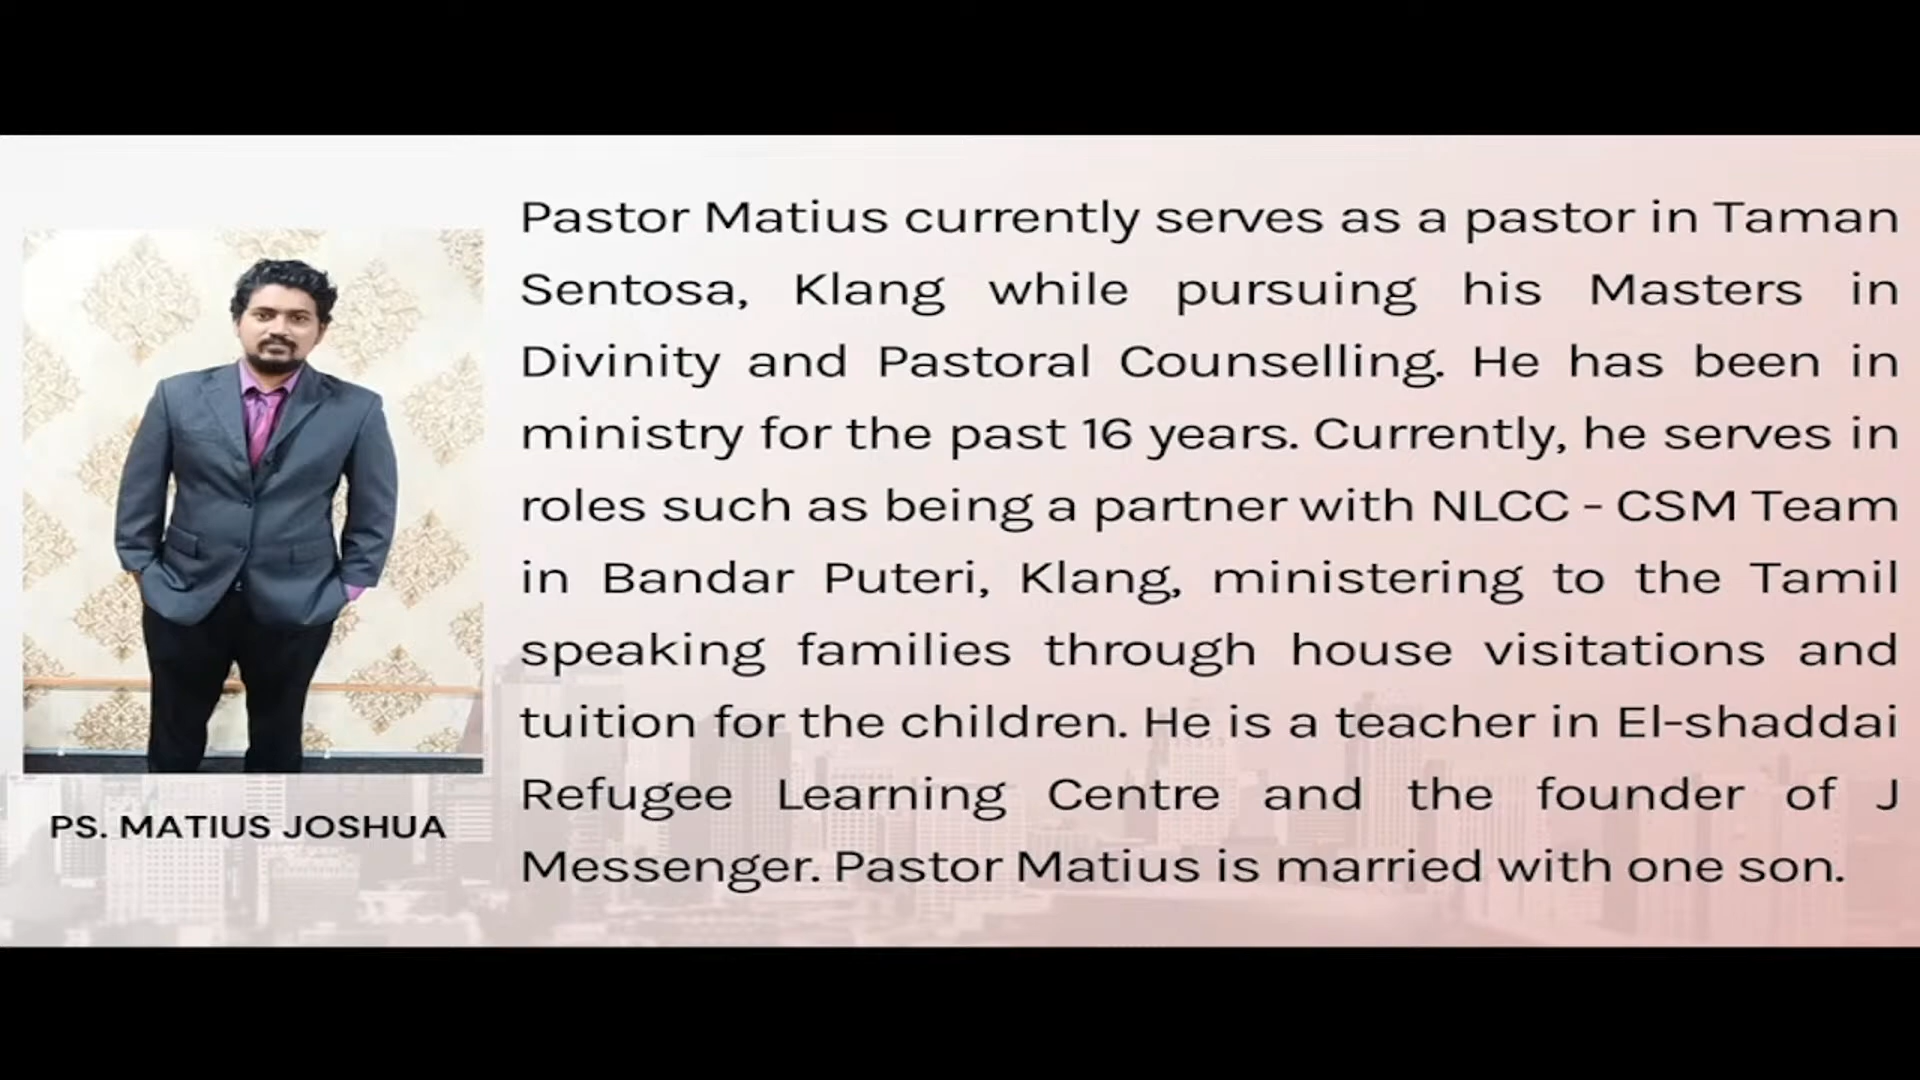 Pastor Matius currently serves as a pastor in Taman
Sentosa, Klang while pursuing his Masters in
Divinity and Pastoral Counselling. He has been in
ministry for the past 16 years. Currently, he serves in
roles such as being a partner with NLCC - CSM Team
in Bandar Puteri, Klang, ministering to the Tamil
speaking families through house visitations and
tuition for the children. He is a teacher in El-shaddai
Refugee Learning Centre and the founder of J
Messenger. Pastor Matius is married with one son.
PS. MATIUS JOSHUA